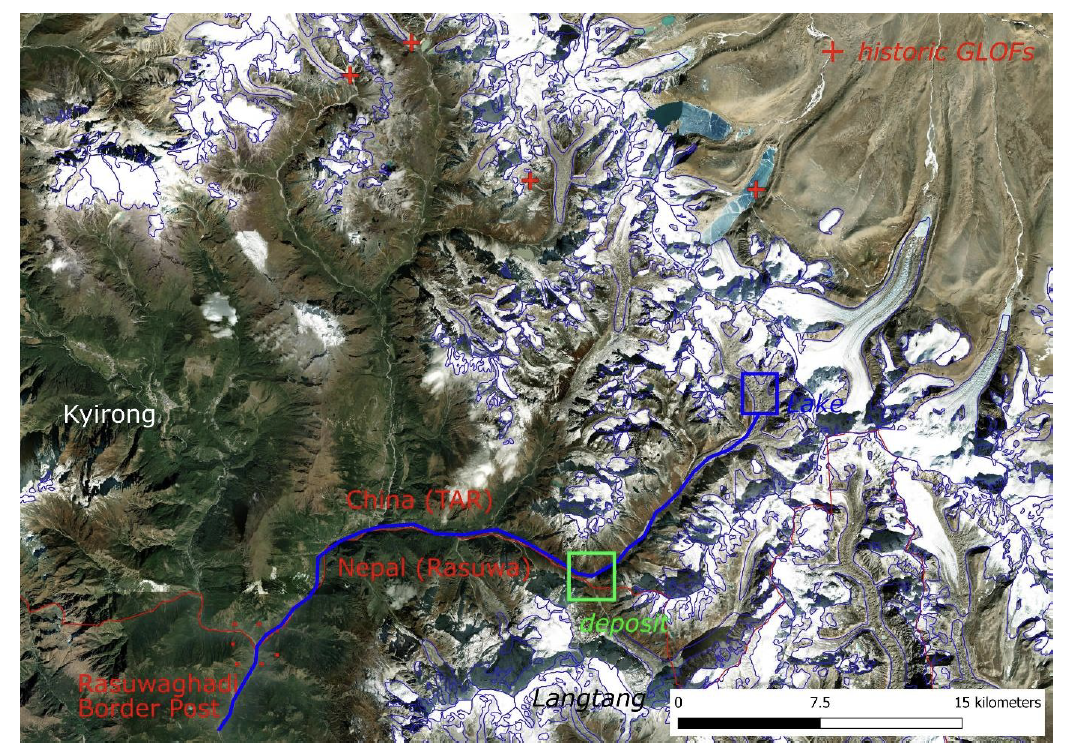 historic GLOFs
Lake
Kyirong
China (TAR)
Nepal (Rasuwa)
deposit
Rasuwaghadi
Border Post
Langtang
0 7.5 15 kilometers